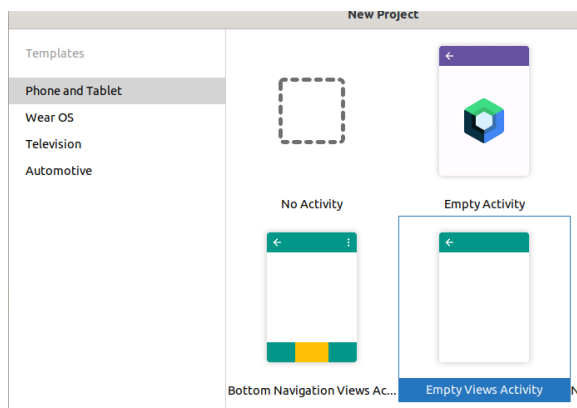 New Project
Templates
Phone and Tablet
Wear OS
Television
Automotive
No Activity
Empty Activity
Bottom Navigation Views Ac...
Empty Views Activity
N